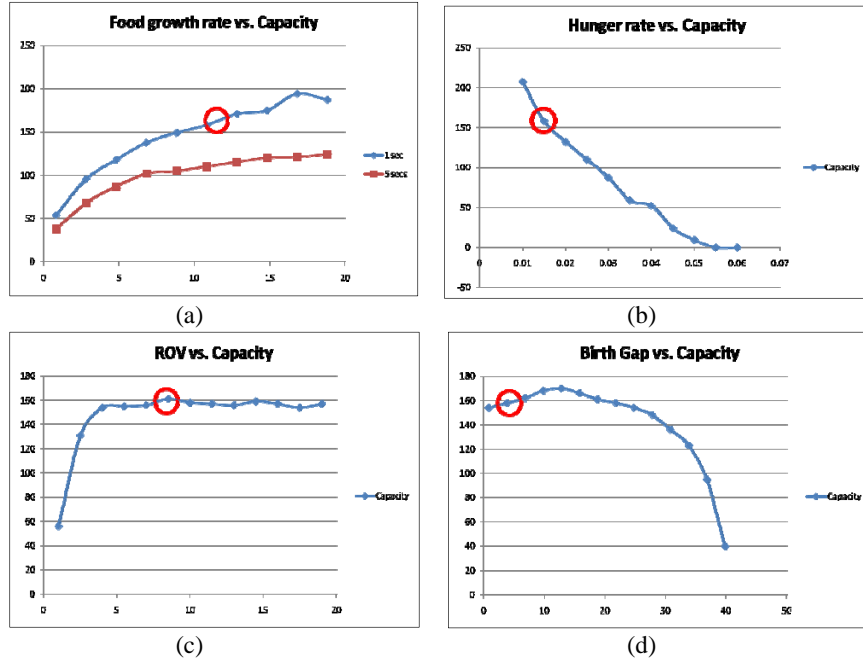 Food growth rate vs. Capacity
250
200
150
100
50
0
0 5 10 15 20
1 sec
5 secs
(a)
Hunger rate vs. Capacity
250
200
150
100
50
0
-50
0 0.01 0.02 0.03 0.04 0.05 0.06 0.07
Capacity
(b)
ROV vs. Capacity
180
160
140
120
100
80
60
40
20
0
0 5 10 15 20
Capacity
(c)
Birth Gap vs. Capacity
180
160
140
120
100
80
60
40
20
0
0 10 20 30 40 50
Capacity
(d)